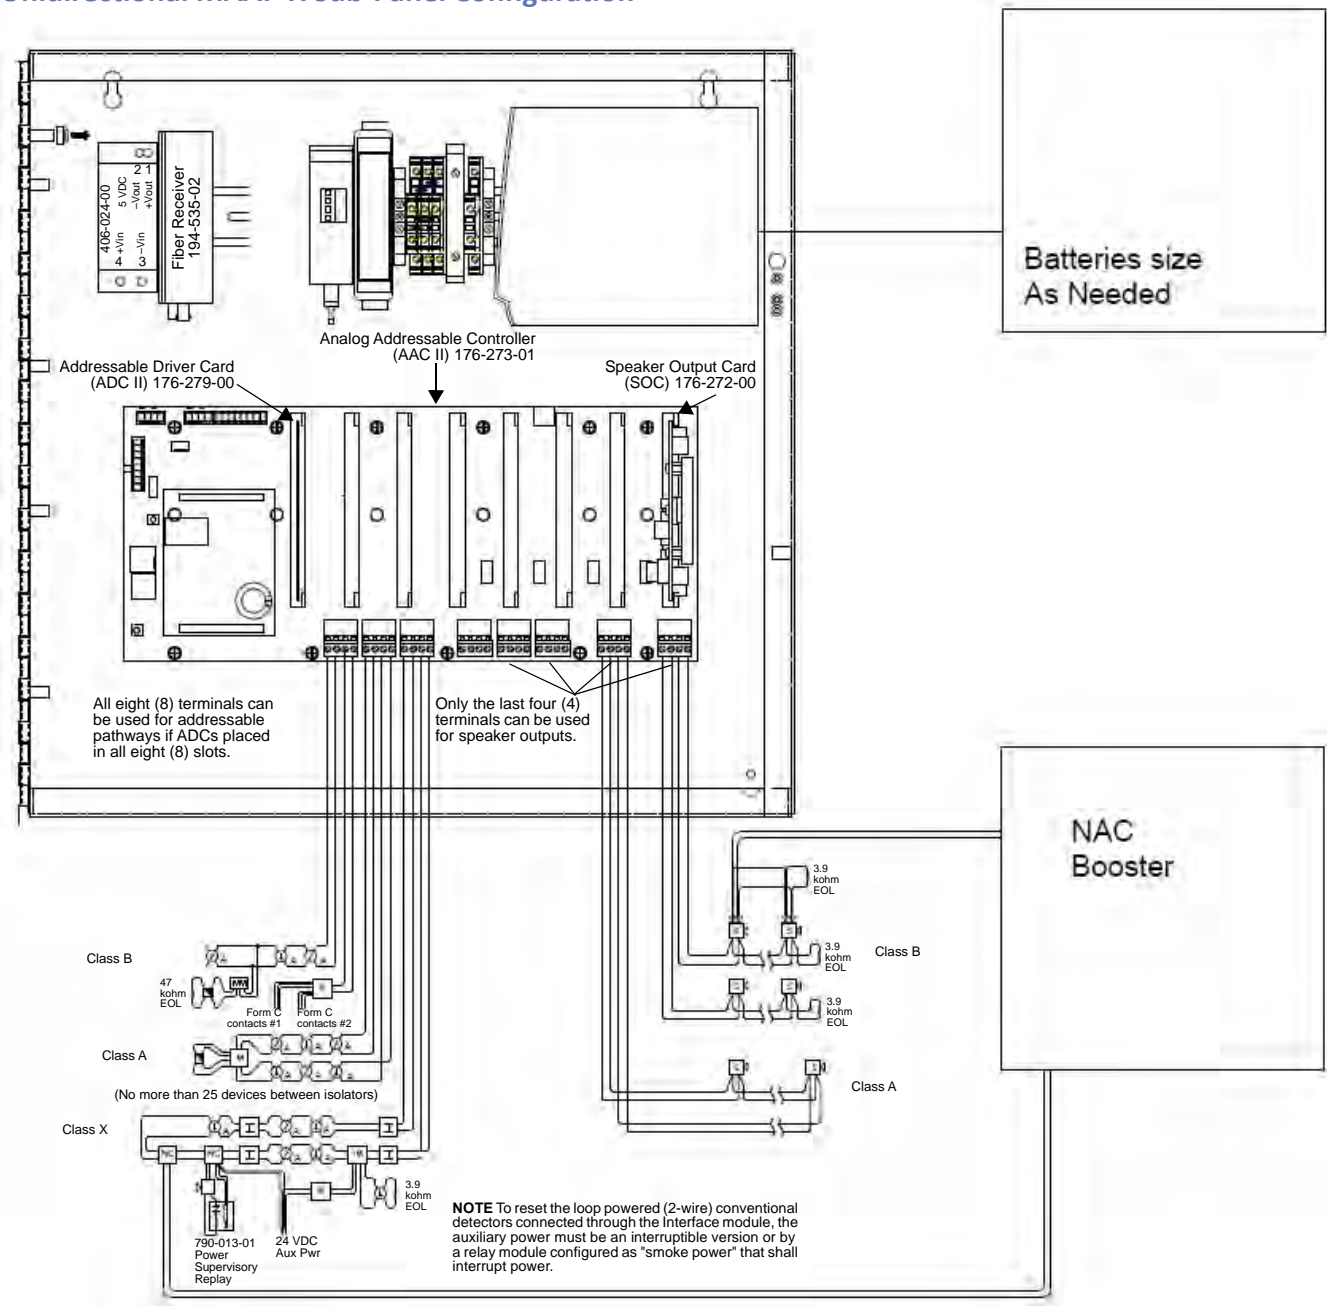 Panel Configuration
406-024-00
5 VDC
2 1
–Vout
+Vout
+Vin
–Vin
4 3
Fiber Receiver
194-535-02
Batteries size
As Needed
Analog Addressable Controller
(AAC II) 176-273-01
Addressable Driver Card
(ADC II) 176-279-00
Speaker Output Card
(SOC) 176-272-00
All eight (8) terminals can
be used for addressable
pathways if ADCs placed
in all eight (8) slots.
Only the last four (4)
terminals can be used
for speaker outputs.
NAC
Booster
3.9
kohm
EOL
Class B
47
kohm
EOL
Form C
contacts #1
Form C
contacts #2
3.9
kohm
EOL
Class B
3.9
kohm
EOL
Class A
(No more than 25 devices between isolators)
Class A
Class X
3.9
kohm
EOL
790-013-01
Power
Supervisory
Replay
24 VDC
Aux Pwr
NOTE To reset the loop powered (2-wire) conventional
detectors connected through the Interface module, the
auxiliary power must be an interruptible version or by
a relay module configured as "smoke power" that shall
interrupt power.